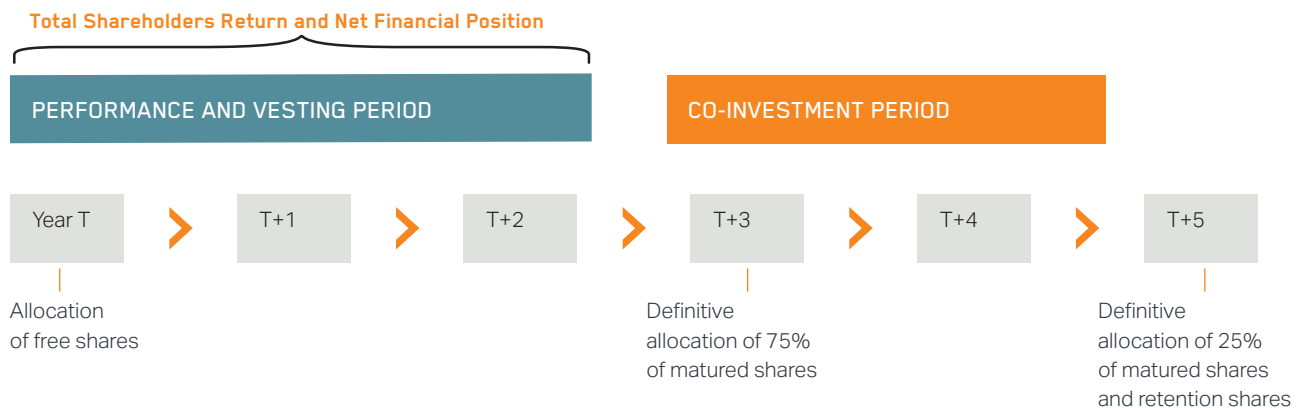 Total Shareholders Return and Net Financial Position
PERFORMANCE AND VESTING PERIOD
CO-INVESTMENT PERIOD
Year T
T+1
T+2
T+3
T+4
T+5
Allocation
of free shares
Definitive
allocation of 75%
of matured shares
Definitive
allocation of 25%
of matured shares
and retention shares